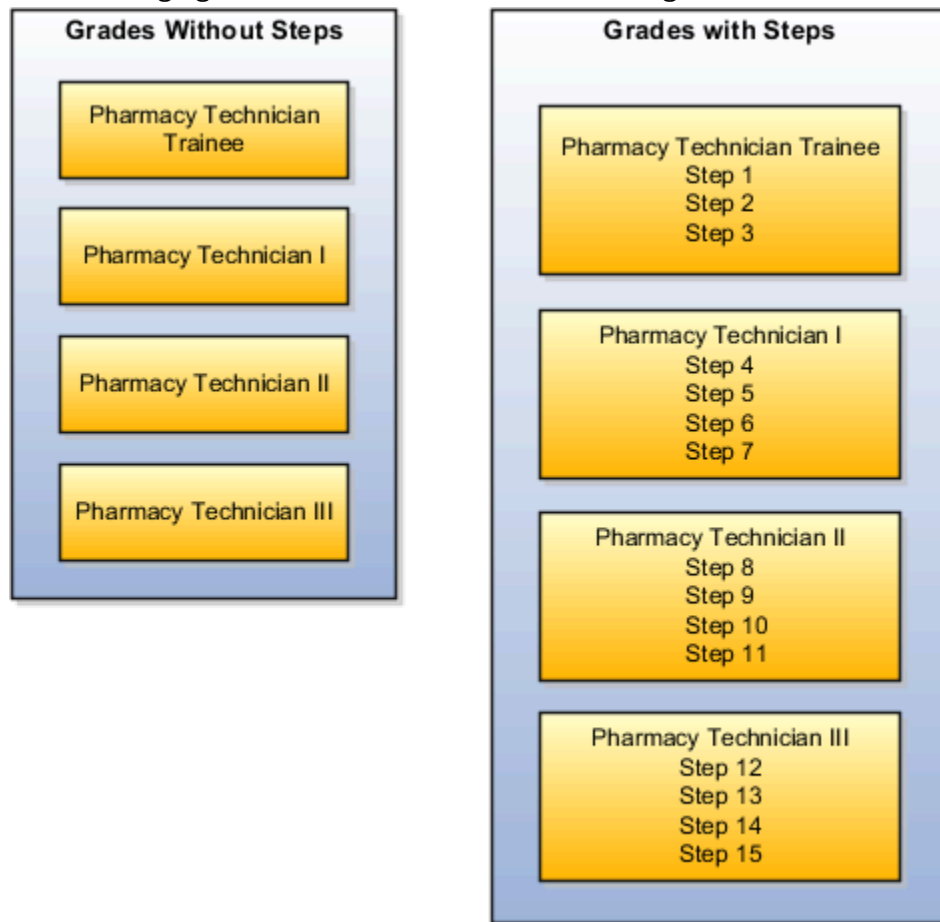 Grades Without Steps
Pharmacy Technician
Trainee
Pharmacy Technician I
Pharmacy Technician II
Pharmacy Technician III
Grades with Steps
Pharmacy Technician Trainee
Step 1
Step 2
Step 3
Pharmacy Technician I
Step 4
Step 5
Step 6
Step 7
Pharmacy Technician II
Step 8
Step 9
Step 10
Step 11
Pharmacy Technician III
Step 12
Step 13
Step 14
Step 15